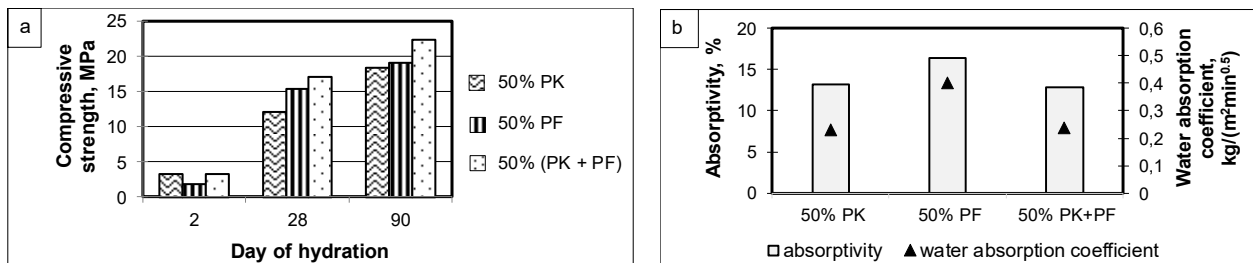 a
Compressive
strength, MPa
25
20
15
10
5
0
2 28 90
Day of hydration
50% PK
50% PF
50% (PK + PF)
b
Absorptivity, %
20
15
10
5
0
50% PK 50% PF 50% PK+PF
0,6
0,5
0,4
0,3
0,2
0,1
0
Water absorption
coefficient,
kg/(m²min⁰·⁵)
absorptivity water absorption coefficient